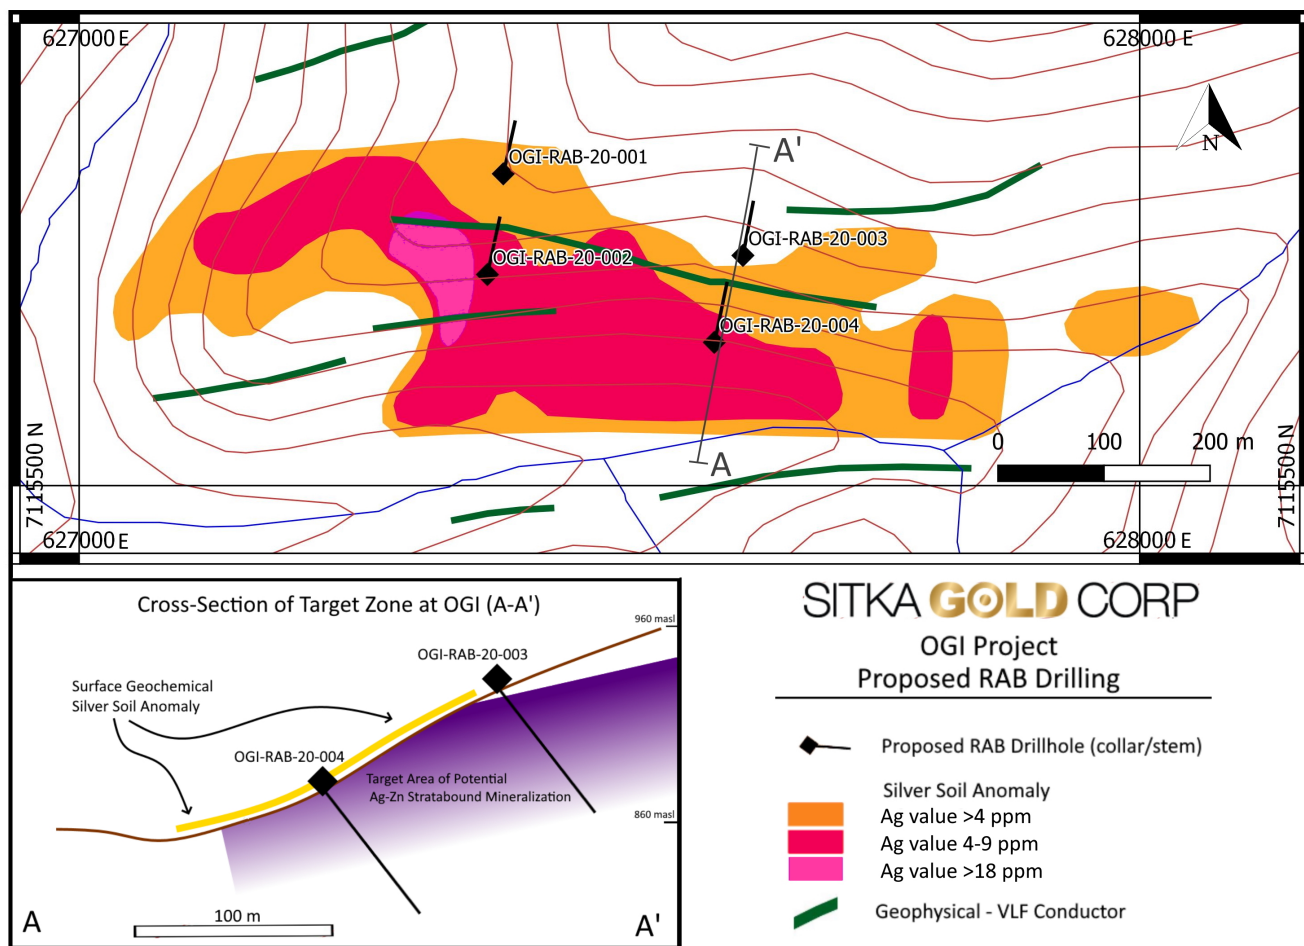 627000 E
628000 E
OGI-RAB-20-001
A'
N
OGI-RAB-20-003
OGI-RAB-20-002
OGI-RAB-20-004
7115500 N
0 100 200 m
A
7115500 N
627000 E
628000 E
Cross-Section of Target Zone at OGI (A-A')
960 masl
OGI-RAB-20-003
Surface Geochemical
Silver Soil Anomaly
OGI-RAB-20-004
Target Area of Potential
Ag-Zn Stratabound Mineralization
860 masl
A
100 m
A'
SITKA GOLD CORP
OGI Project
Proposed RAB Drilling
Proposed RAB Drillhole (collar/stem)
Silver Soil Anomaly
Ag value >4 ppm
Ag value 4-9 ppm
Ag value >18 ppm
Geophysical - VLF Conductor